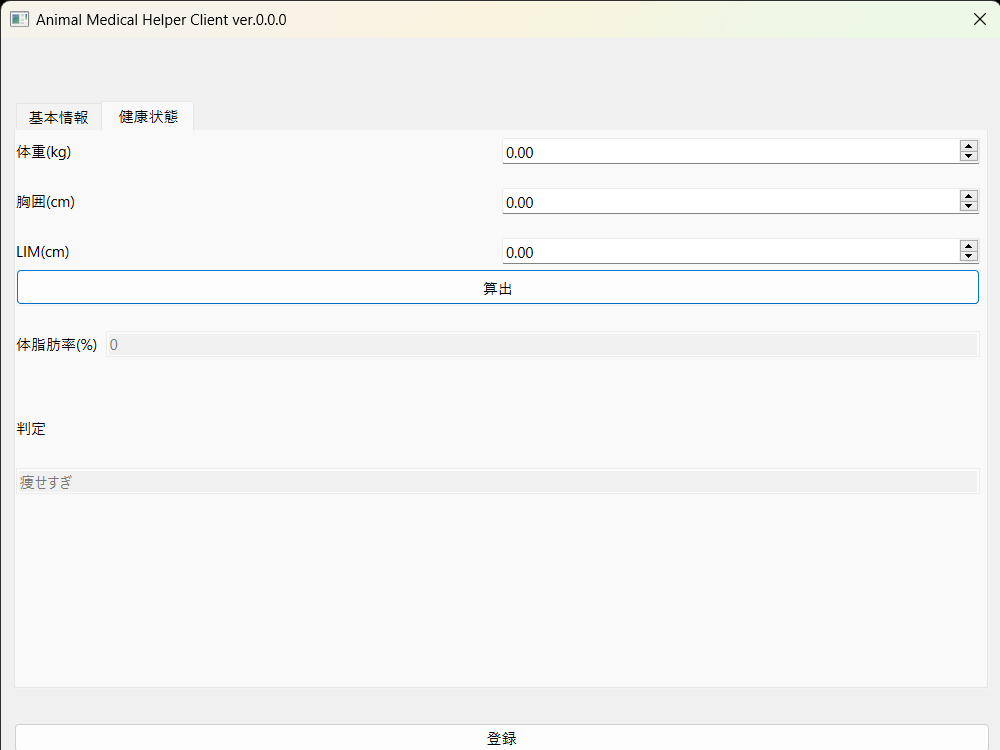 Animal Medical Helper Client ver.0.0.0
基本情報 健康状態
体重(kg) 0.00
胸囲(cm) 0.00
LIM(cm) 0.00
算出
体脂肪率(%) 0
判定
痩せすぎ
登録